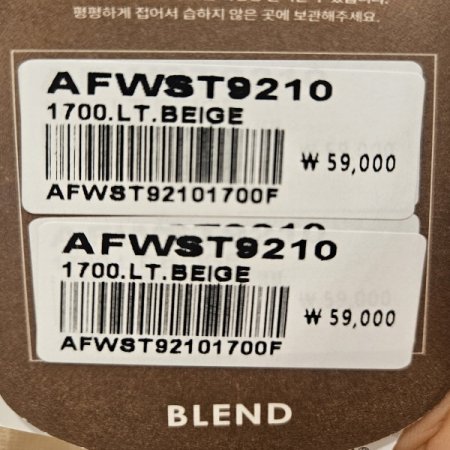 평평하게 접어서 습하지 않은 곳에 보관해주세요.
AFWST9210
1700.LT.BEIGE
₩ 59,000
AFWST92101700F
AFWST9210
1700.LT.BEIGE
₩ 59,000
AFWST92101700F
BLEND